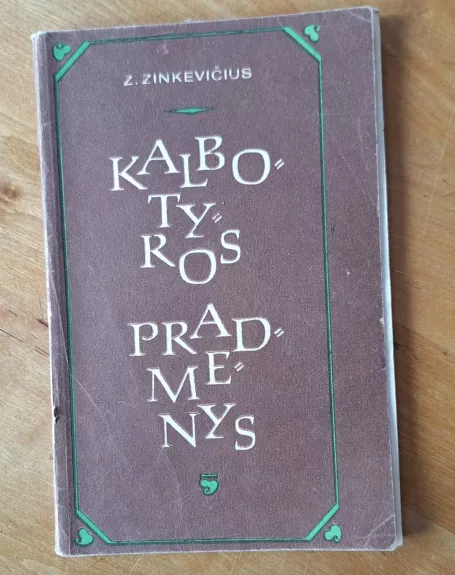 Z. ZINKEVIČIUS
KALBO=
TY=
ROS
PRAD=
ME=
NYS